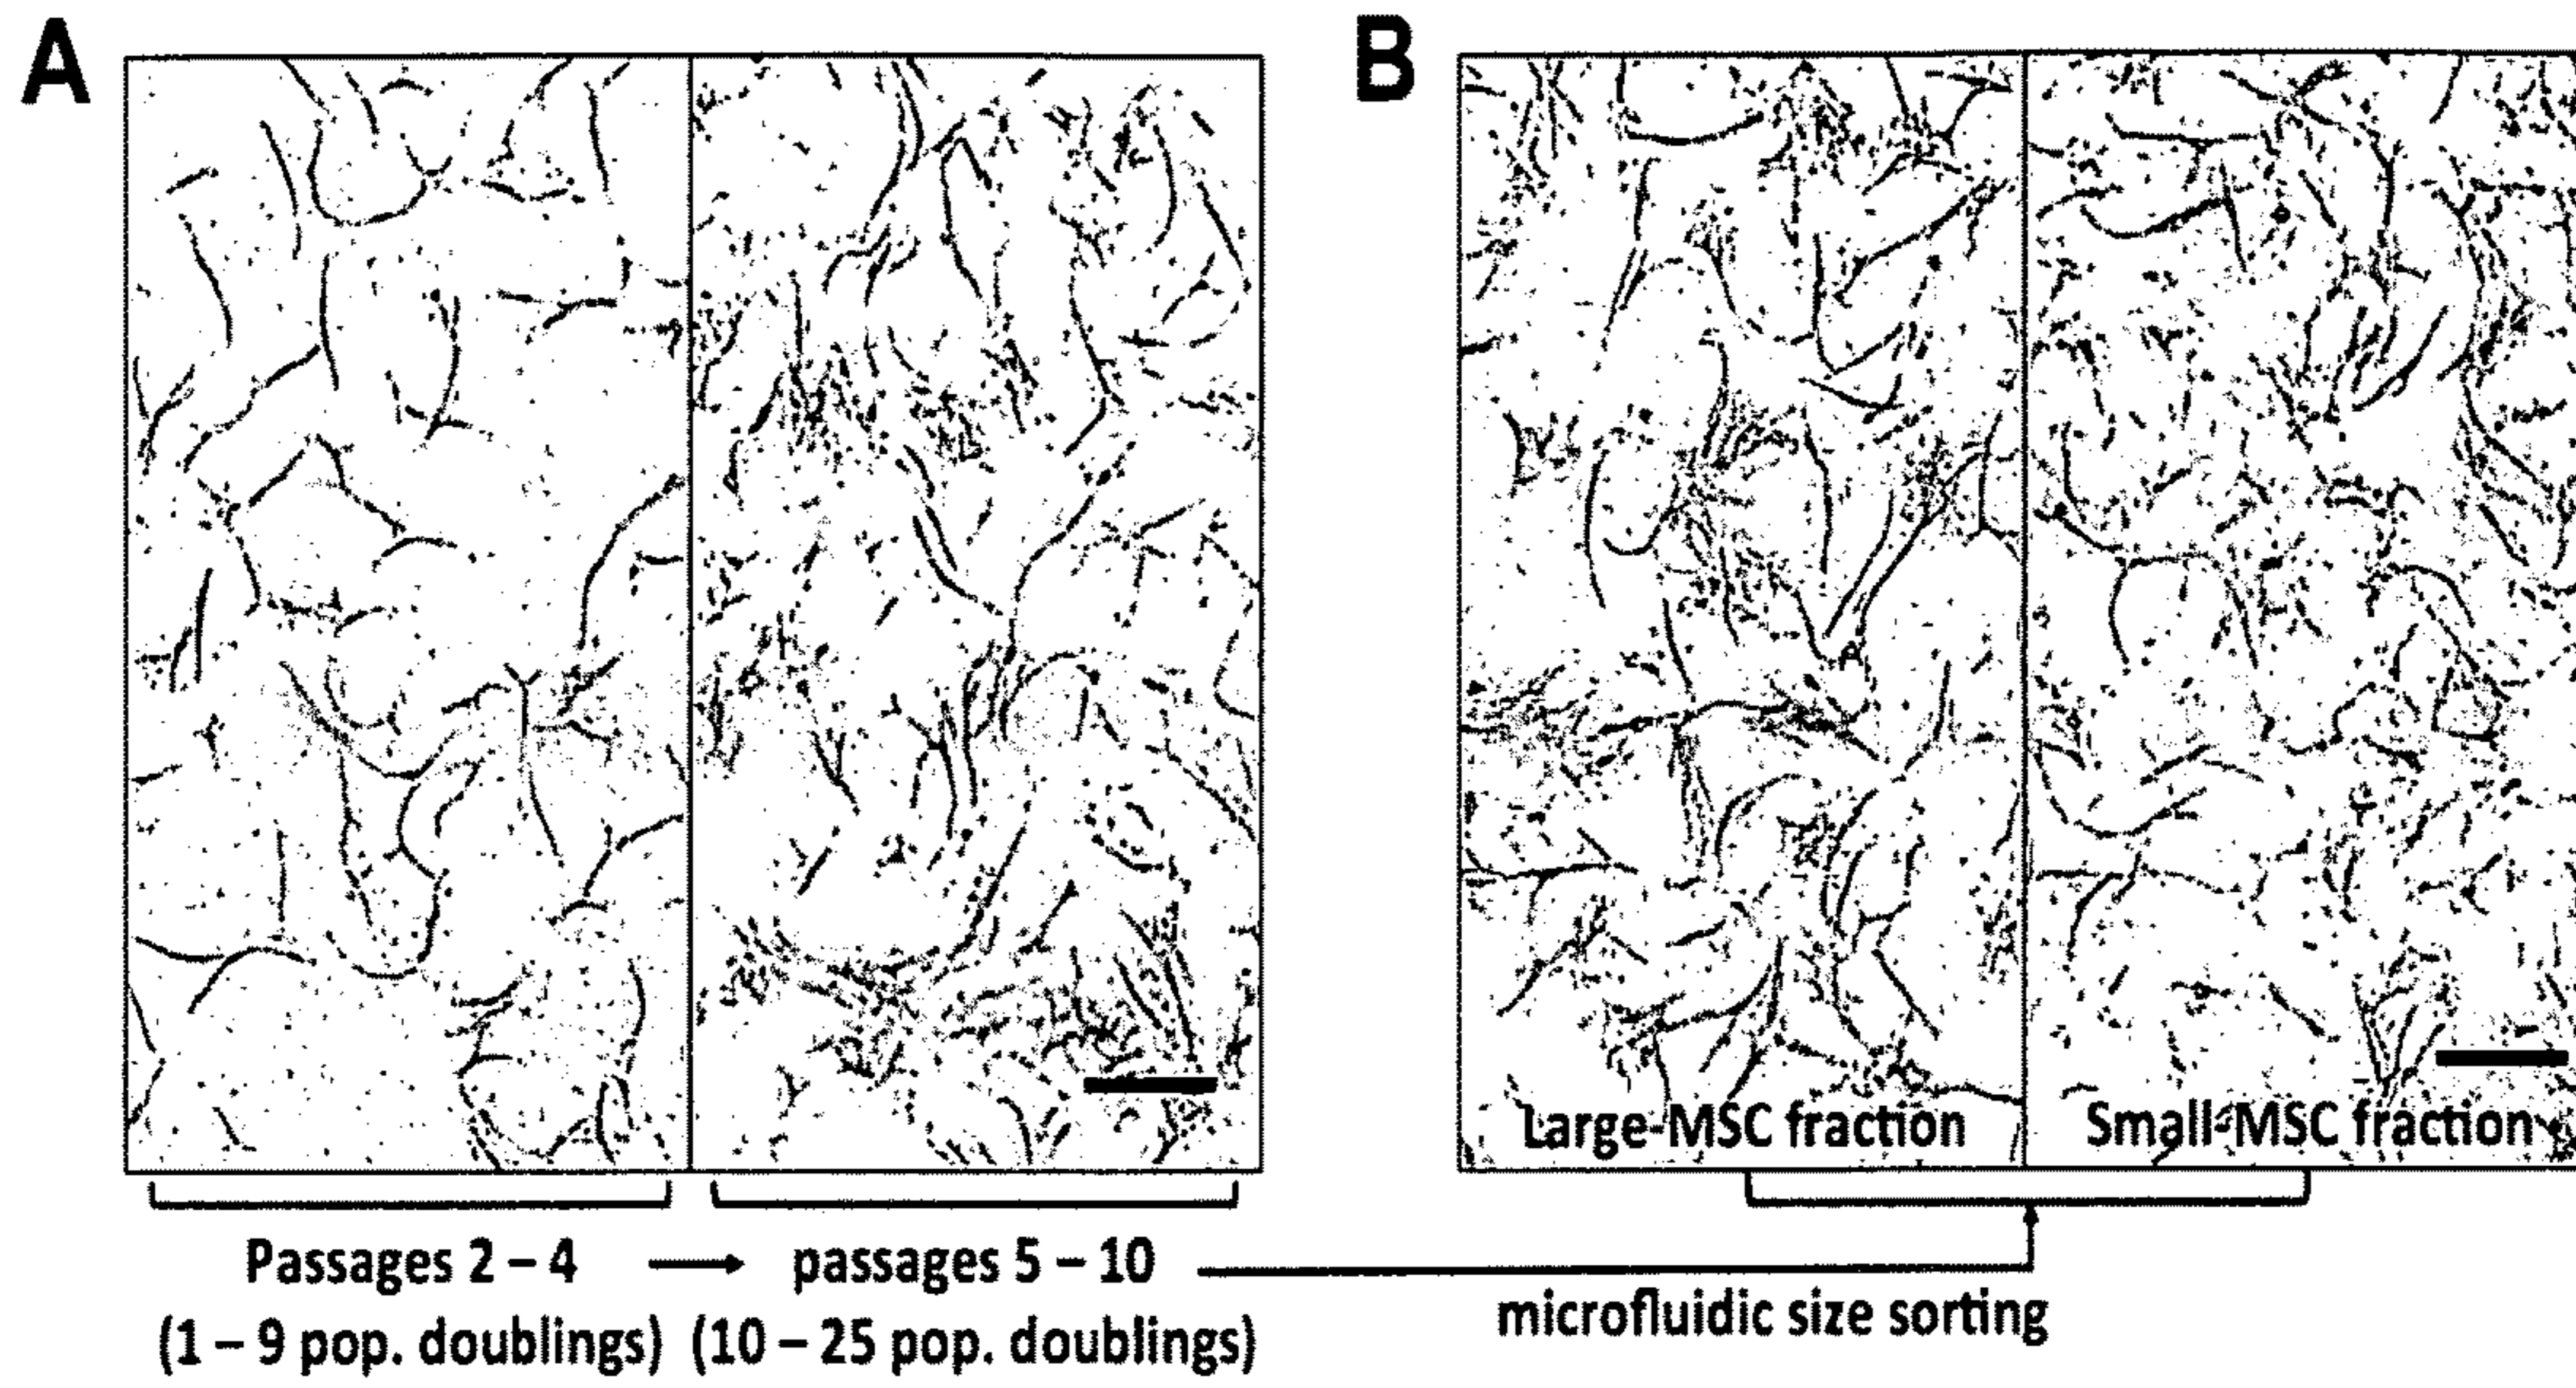 A
B
Large-MSC fraction
Small-MSC fraction
Passages 2 – 4
passages 5 – 10
(1 – 9 pop. doublings)
(10 – 25 pop. doublings)
microfluidic size sorting